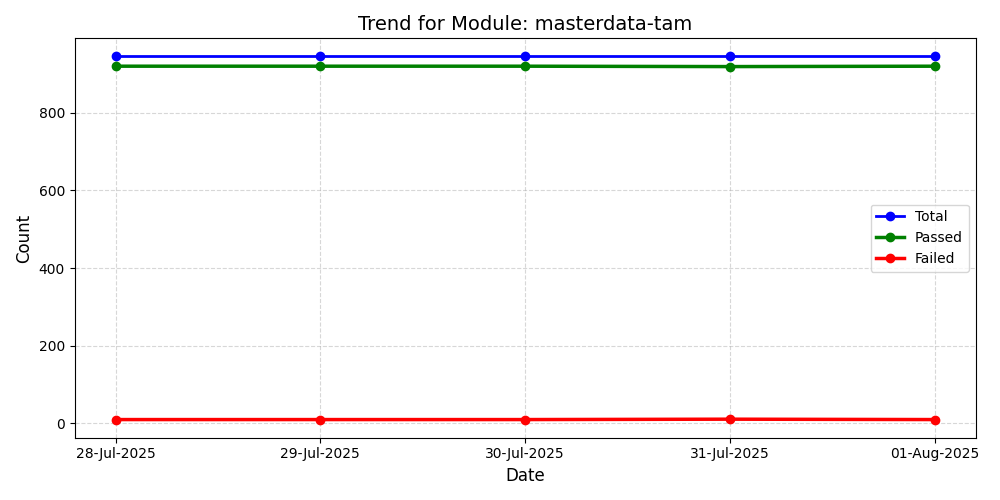 Trend for Module: masterdata-tam
Count
800
600
400
200
0
Total
Passed
Failed
28-Jul-2025
29-Jul-2025
30-Jul-2025
31-Jul-2025
01-Aug-2025
Date